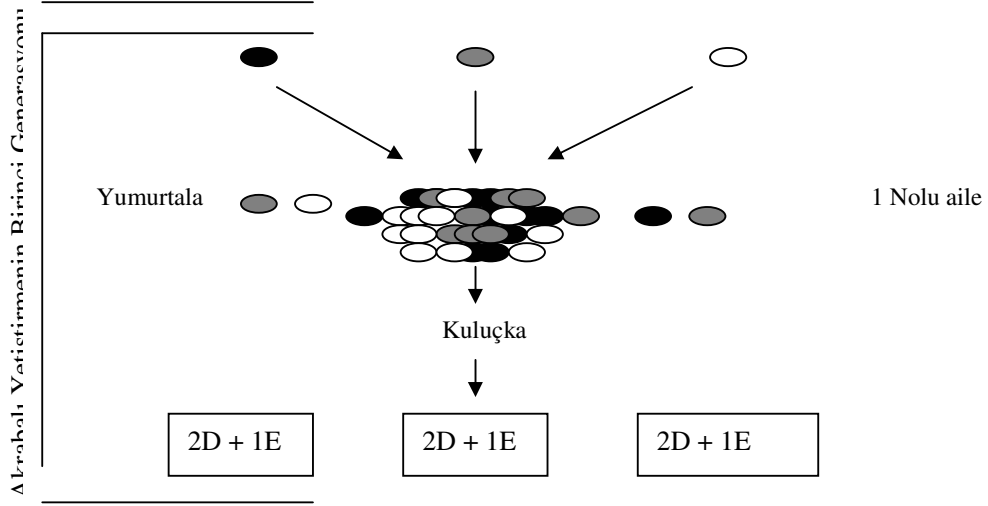 Akrabalı Yetiştirmenin Birinci Generasyonu
Yumurtala
1 Nolu aile
Kuluçka
2D + 1E
2D + 1E
2D + 1E